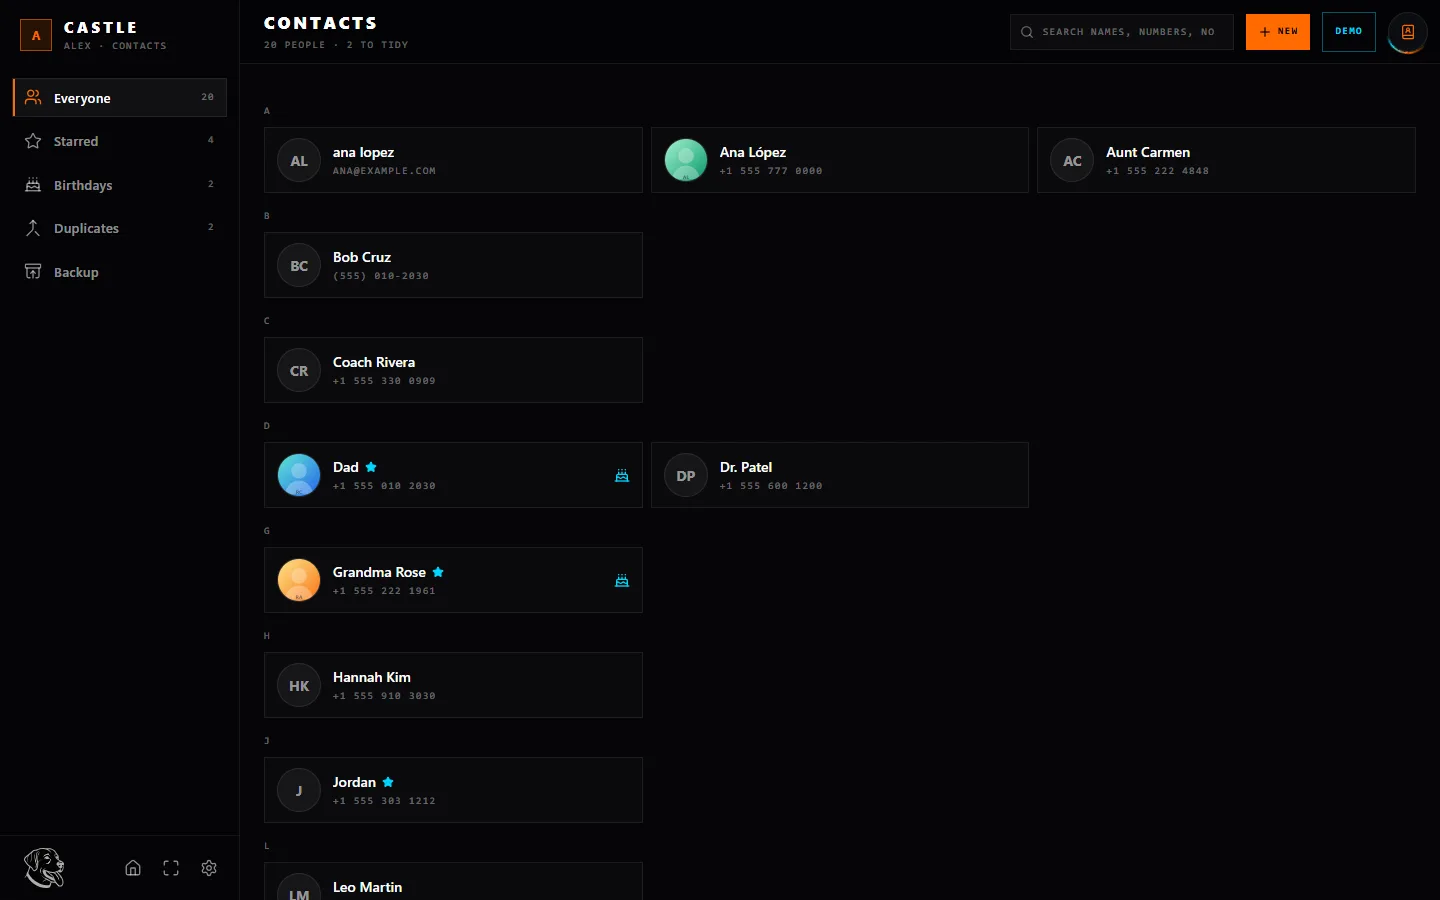 A
CASTLE
ALEX · CONTACTS
Everyone 20
Starred 4
Birthdays 2
Duplicates 2
Backup
CONTACTS
20 PEOPLE · 2 TO TIDY
SEARCH NAMES, NUMBERS, NO
+ NEW
DEMO
A
A
AL
ana lopez
ANA@EXAMPLE.COM
Ana López
+1 555 777 0000
AC
Aunt Carmen
+1 555 222 4848
B
BC
Bob Cruz
(555) 010-2030
C
CR
Coach Rivera
+1 555 330 0909
D
Dad
+1 555 010 2030
DP
Dr. Patel
+1 555 600 1200
G
Grandma Rose
+1 555 222 1961
H
HK
Hannah Kim
+1 555 910 3030
J
J
Jordan
+1 555 303 1212
L
LM
Leo Martin